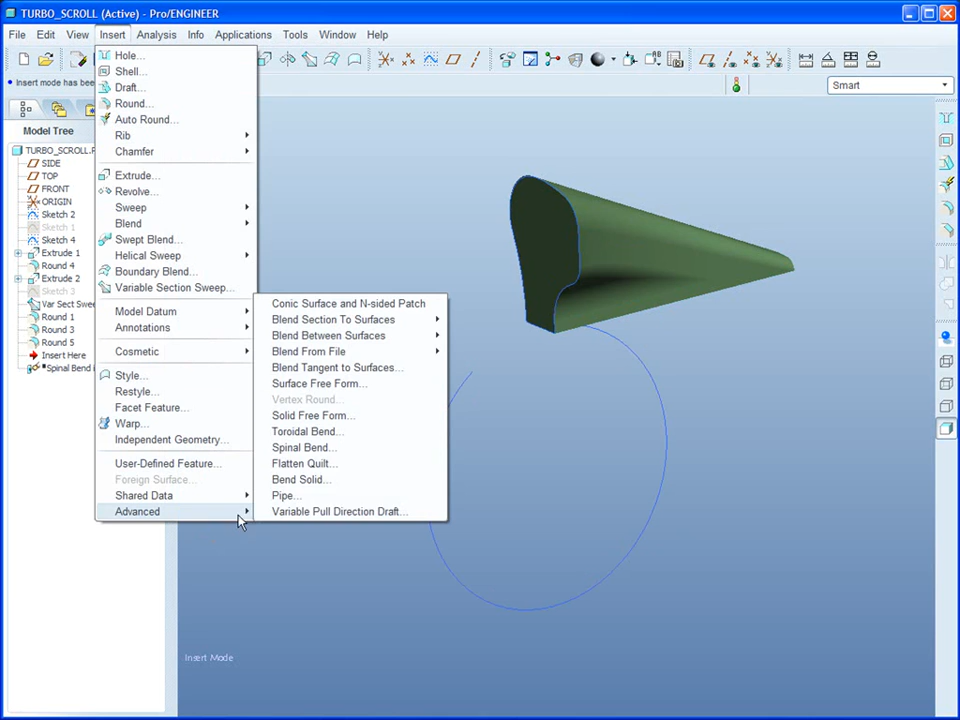 TURBO_SCROLL (Active) - Pro/ENGINEER
File Edit View Insert Analysis Info Applications Tools Window Help
Insert mode has bee
Smart
Model Tree
TURBO_SCROLL.P
SIDE
TOP
FRONT
ORIGIN
Sketch 2
Sketch 1
Sketch 4
Extrude 1
Round 4
Extrude 2
Sketch 3
Var Sect Swee
Round 1
Round 3
Round 5
Insert Here
*Spinal Bend i
Hole...
Shell...
Draft...
Round...
Auto Round...
Rib
Chamfer
Extrude...
Revolve...
Sweep
Blend
Swept Blend...
Helical Sweep
Boundary Blend...
Variable Section Sweep...
Model Datum
Annotations
Cosmetic
Style...
Restyle...
Facet Feature...
Warp...
Independent Geometry...
User-Defined Feature...
Foreign Surface...
Shared Data
Advanced
Conic Surface and N-sided Patch
Blend Section To Surfaces
Blend Between Surfaces
Blend From File
Blend Tangent to Surfaces...
Surface Free Form...
Vertex Round...
Solid Free Form...
Toroidal Bend...
Spinal Bend...
Flatten Quilt...
Bend Solid...
Pipe...
Variable Pull Direction Draft...
Insert Mode